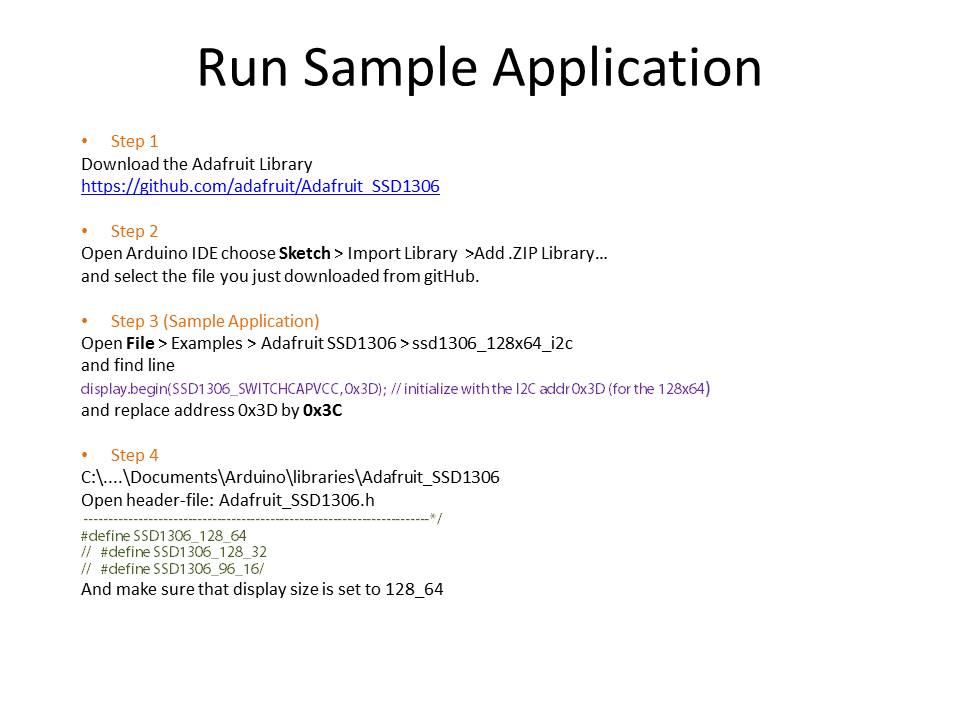 Run Sample Application
• Step 1
Download the Adafruit Library
https://github.com/adafruit/Adafruit_SSD1306
• Step 2
Open Arduino IDE choose Sketch > Import Library >Add .ZIP Library…
and select the file you just downloaded from gitHub.
• Step 3 (Sample Application)
Open File > Examples > Adafruit SSD1306 > ssd1306_128x64_i2c
and find line
display.begin(SSD1306_SWITCHCAPVCC, 0x3D); // initialize with the I2C addr 0x3D (for the 128x64)
and replace address 0x3D by 0x3C
• Step 4
C:\....\Documents\Arduino\libraries\Adafruit_SSD1306
Open header-file: Adafruit_SSD1306.h
-----------------------------------------------------------------------*/
#define SSD1306_128_64
// #define SSD1306_128_32
// #define SSD1306_96_16/
And make sure that display size is set to 128_64